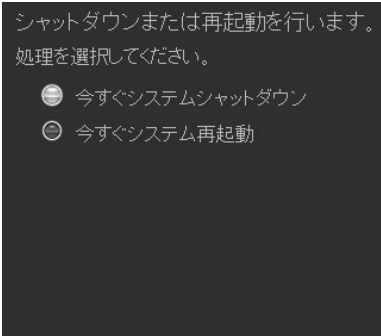 シャットダウンまたは再起動を行います。
処理を選択してください。
今すぐシステムシャットダウン
今すぐシステム再起動